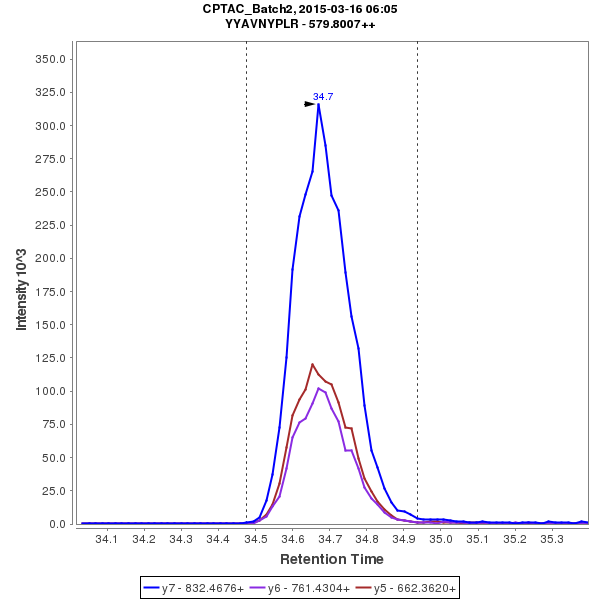 CPTAC_Batch2, 2015-03-16 06:05
YYAVNYPLR - 579.8007++
34.7
350.0
325.0
300.0
275.0
250.0
225.0
200.0
175.0
150.0
125.0
100.0
75.0
50.0
25.0
0.0
Intensity 10^3
34.1 34.2 34.3 34.4 34.5 34.6 34.7 34.8 34.9 35.0 35.1 35.2 35.3
Retention Time
y7 - 832.4676+ y6 - 761.4304+ y5 - 662.3620+